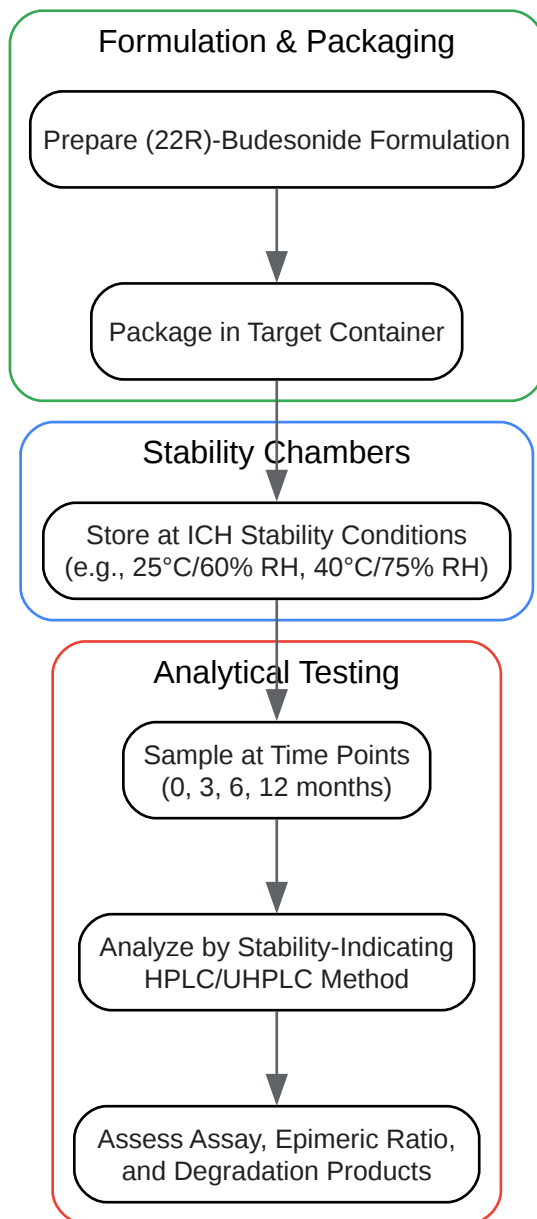 Formulation & Packaging
Prepare (22R)-Budesonide Formulation
Package in Target Container
Stability Chambers
Store at ICH Stability Conditions
(e.g., 25°C/60% RH, 40°C/75% RH)
Analytical Testing
Sample at Time Points
(0, 3, 6, 12 months)
Analyze by Stability-Indicating
HPLC/UHPLC Method
Assess Assay, Epimeric Ratio,
and Degradation Products